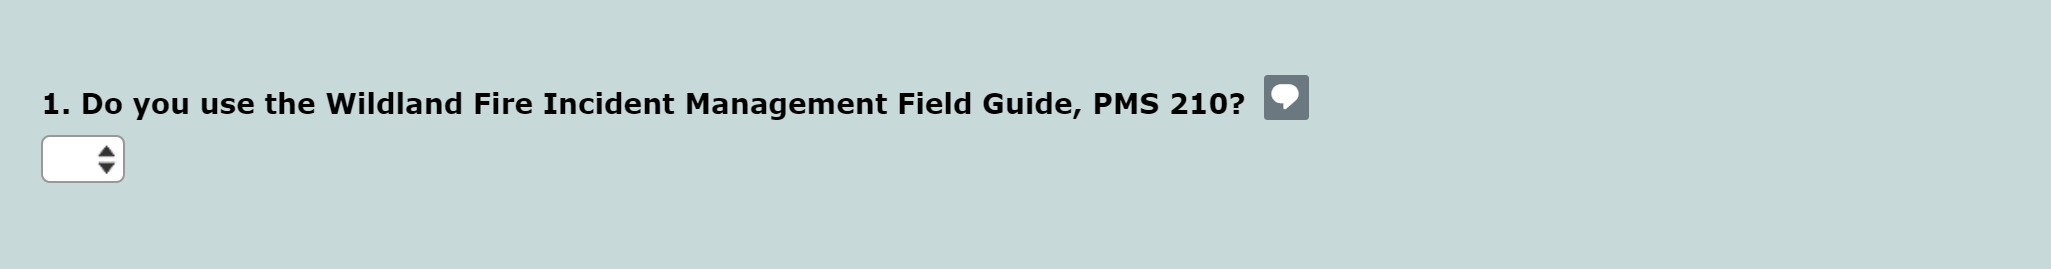 1. Do you use the Wildland Fire Incident Management Field Guide, PMS 210?